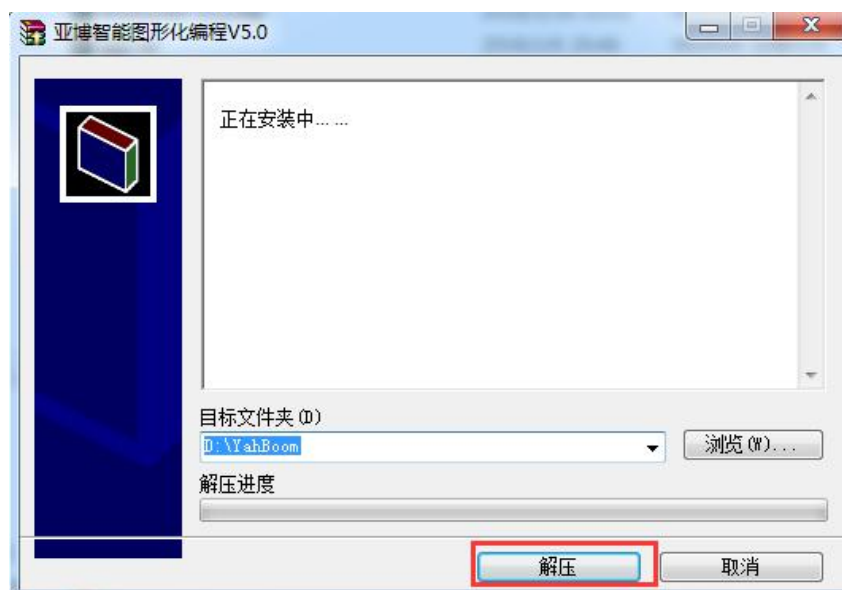 亚博智能图形化编程V5.0
正在安装中... ...
目标文件夹(D)
D:\YahBoom
浏览(W)...
解压进度
解压
取消